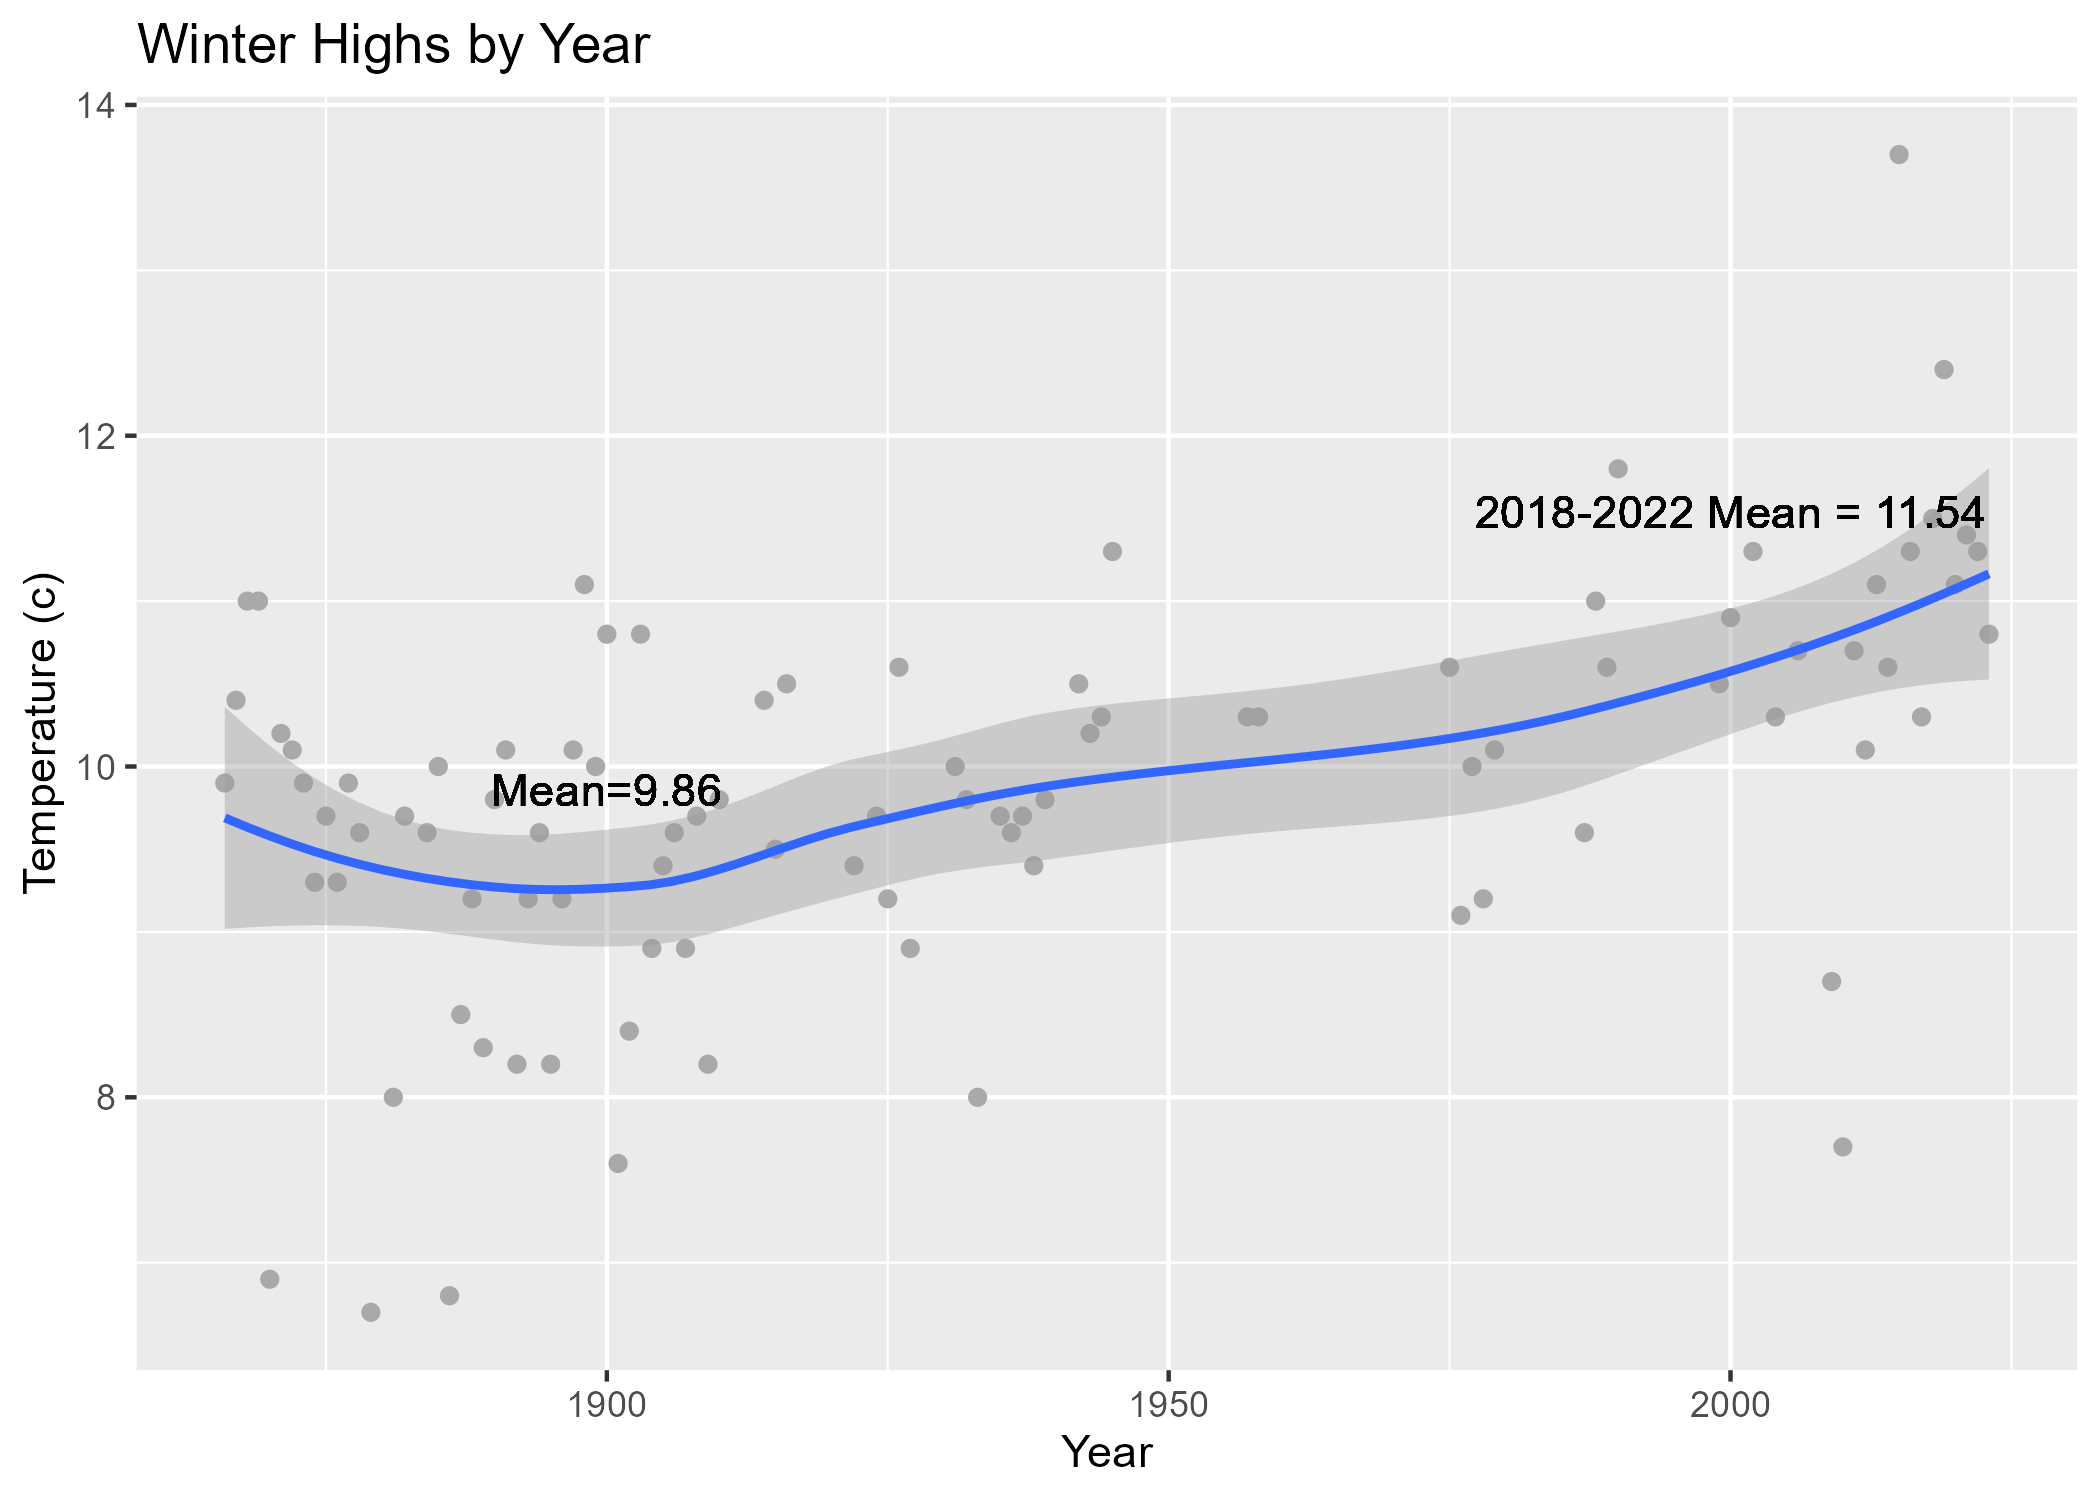 Winter Highs by Year
14
12
10
8
Temperature (c)
2018-2022 Mean = 11.54
Mean=9.86
1900
1950
2000
Year